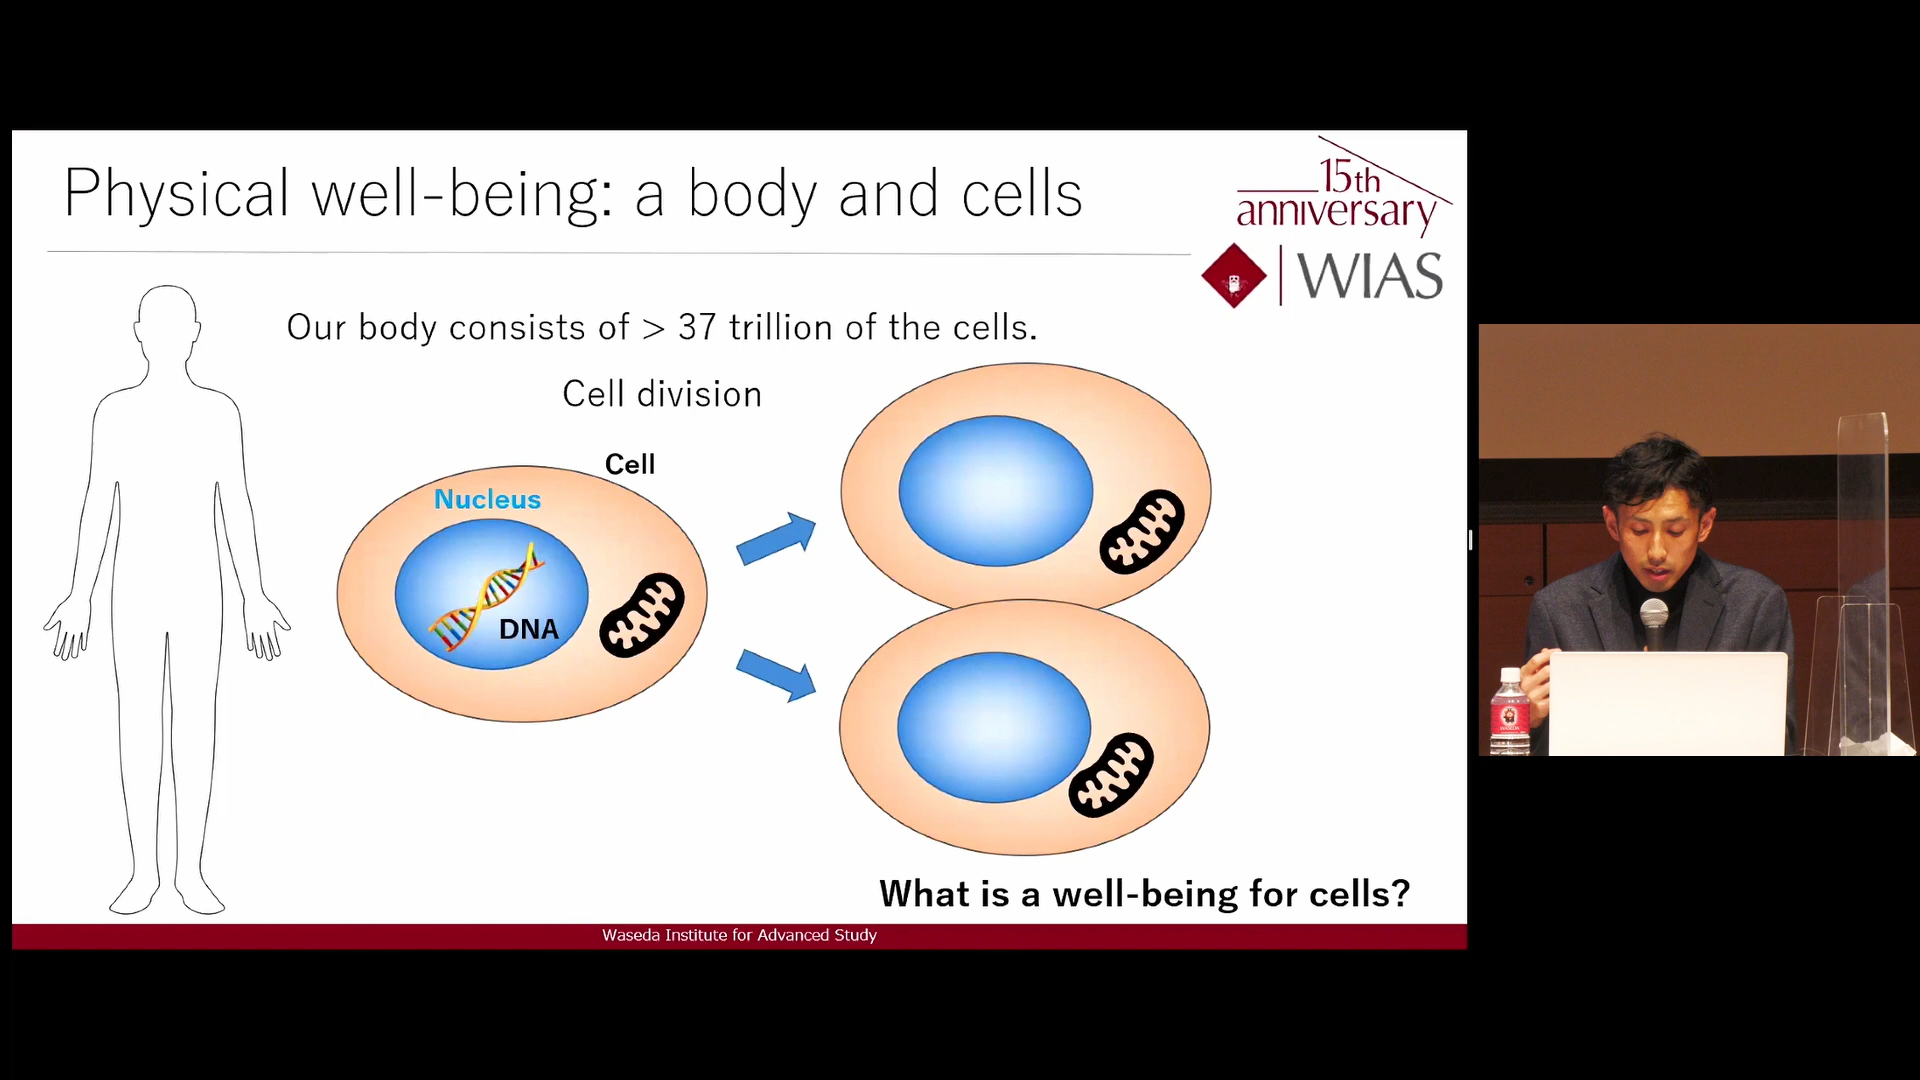 Physical well-being: a body and cells
15th
anniversary
WIAS
Our body consists of > 37 trillion of the cells.
Cell division
Cell
Nucleus
DNA
What is a well-being for cells?
Waseda Institute for Advanced Study